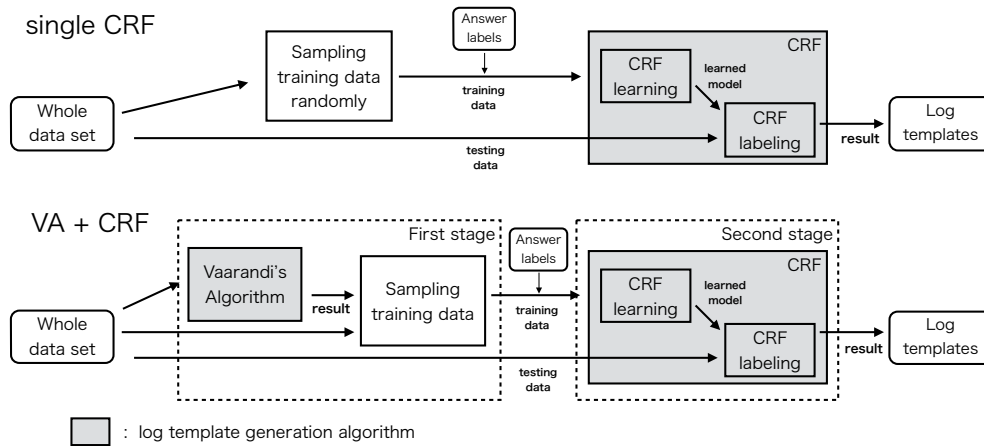 single CRF
Whole
data set
Sampling
training data
randomly
Answer
labels
training
data
testing
data
CRF
CRF
learning
learned
model
CRF
labeling
result
Log
templates
VA + CRF
Whole
data set
First stage
Vaarandi's
Algorithm
result
Sampling
training data
Answer
labels
training
data
testing
data
Second stage
CRF
CRF
learning
learned
model
CRF
labeling
result
Log
templates
: log template generation algorithm